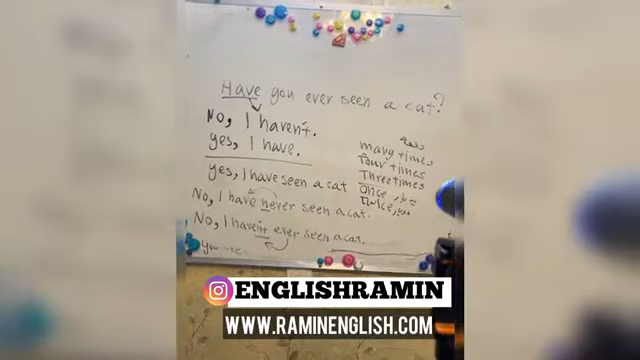 Have you ever seen a cat?
No, I haven't.
yes, I have.
many times
four times
Three times
once
Twice
yes, I have seen a cat
No, I have never seen a cat.
No, I haven't ever seen a cat.
ENGLISHRAMIN
WWW.RAMINENGLISH.COM